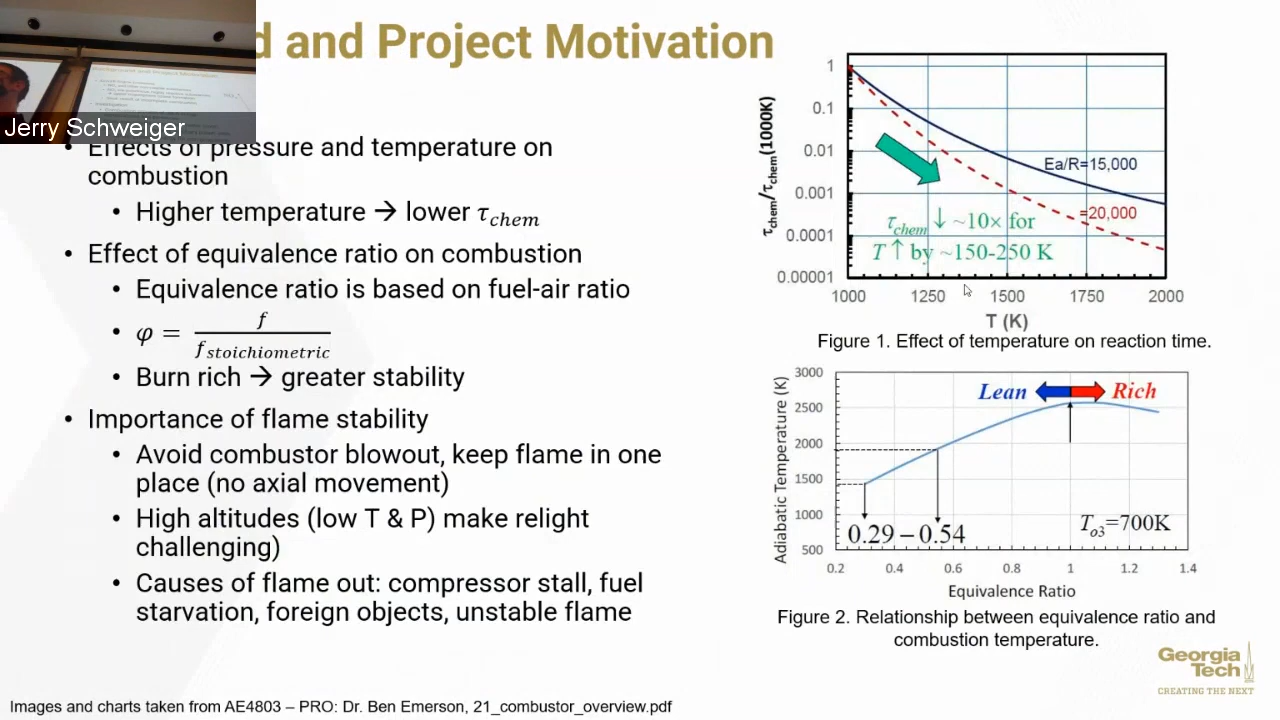 d and Project Motivation
Jerry Schweiger
• Effects of pressure and temperature on
combustion
• Higher temperature → lower τchem
• Effect of equivalence ratio on combustion
• Equivalence ratio is based on fuel-air ratio
• φ = f / fstoichiometric
• Burn rich → greater stability
• Importance of flame stability
• Avoid combustor blowout, keep flame in one
place (no axial movement)
• High altitudes (low T & P) make relight
challenging)
• Causes of flame out: compressor stall, fuel
starvation, foreign objects, unstable flame
τchem/τchem(1000K)
1
0.1
0.01
0.001
0.0001
0.00001
Ea/R=15,000
=20,000
τchem ↓ ~10× for
T ↑ by ~150-250 K
1000 1250 1500 1750 2000
T (K)
Figure 1. Effect of temperature on reaction time.
Adiabatic Temperature (K)
3000
2500
2000
1500
1000
500
Lean Rich
0.29 – 0.54
To3=700K
0.2 0.4 0.6 0.8 1 1.2 1.4
Equivalence Ratio
Figure 2. Relationship between equivalence ratio and
combustion temperature.
Georgia
Tech
CREATING THE NEXT
Images and charts taken from AE4803 – PRO: Dr. Ben Emerson, 21_combustor_overview.pdf